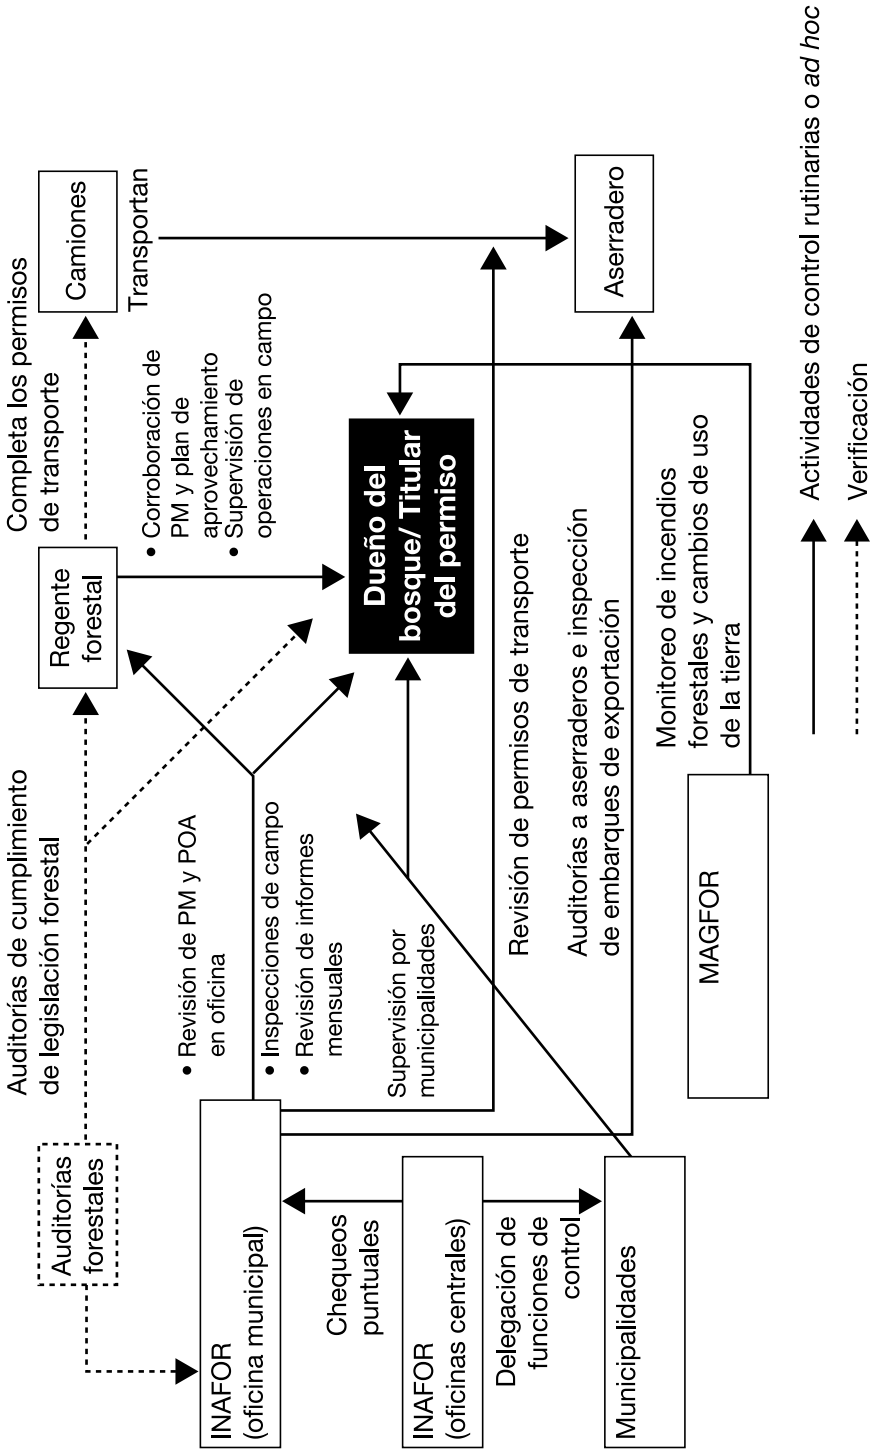 Auditorías de cumplimiento
de legislación forestal
Completa los permisos
de transporte
Auditorías
forestales
Regente
forestal
Camiones
Transportan
• Revisión de PM y POA
en oficina
• Inspecciones de campo
• Revisión de informes
mensuales
• Corroboración de
PM y plan de
aprovechamiento
• Supervisión de
operaciones en campo
INAFOR
(oficina municipal)
Dueño del
bosque/ Titular
del permiso
Chequeos
puntuales
Supervisión por
municipalidades
INAFOR
(oficinas centrales)
Revisión de permisos de transporte
Delegación de
funciones de
control
Auditorías a aserraderos e inspección
de embarques de exportación
Aserradero
Municipalidades
Monitoreo de incendios
forestales y cambios de uso
de la tierra
MAGFOR
Actividades de control rutinarias o ad hoc
Verificación